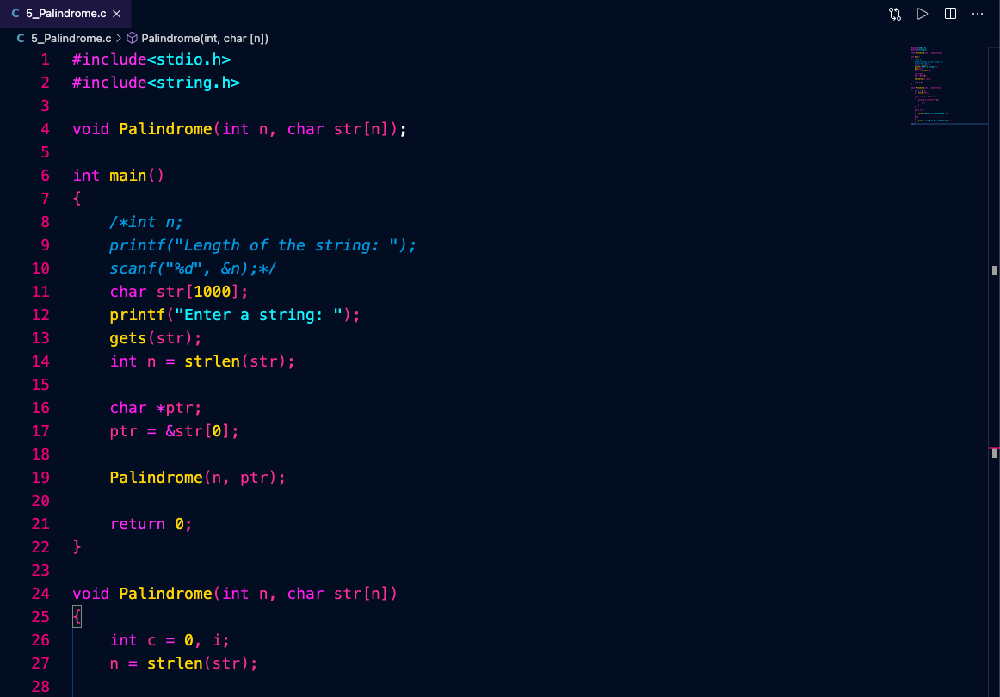 C 5_Palindrome.c ×
C 5_Palindrome.c > Palindrome(int, char [n])
1 #include<stdio.h>
2 #include<string.h>
3
4 void Palindrome(int n, char str[n]);
5
6 int main()
7 {
8     /*int n;
9     printf("Length of the string: ");
10     scanf("%d", &n);*/
11     char str[1000];
12     printf("Enter a string: ");
13     gets(str);
14     int n = strlen(str);
15
16     char *ptr;
17     ptr = &str[0];
18
19     Palindrome(n, ptr);
20
21     return 0;
22 }
23
24 void Palindrome(int n, char str[n])
25 {
26     int c = 0, i;
27     n = strlen(str);
28